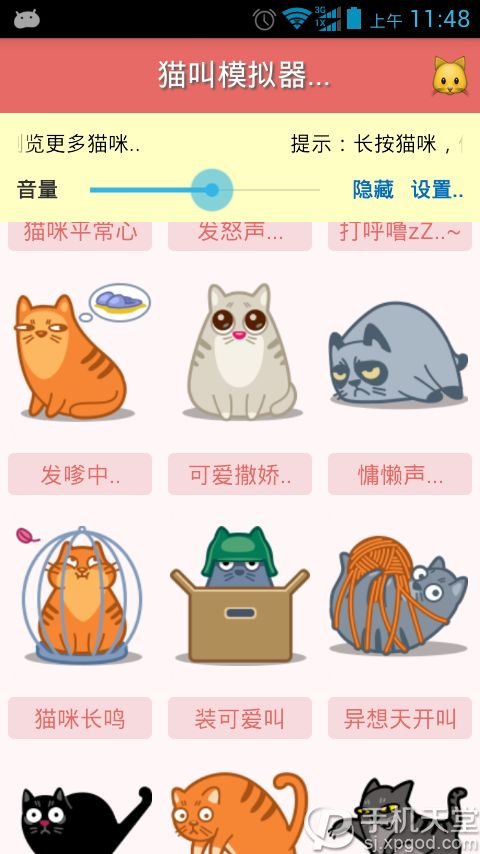 3G
1X
上午 11:48
猫叫模拟器...
浏览更多猫咪..
提示：长按猫咪，
音量
隐藏 设置..
猫咪平常心 发怒声... 打呼噜zZ..~
发嗲中.. 可爱撒娇.. 慵懒声...
猫咪长鸣 装可爱叫 异想天开叫
手机天堂
sj.xpgod.com